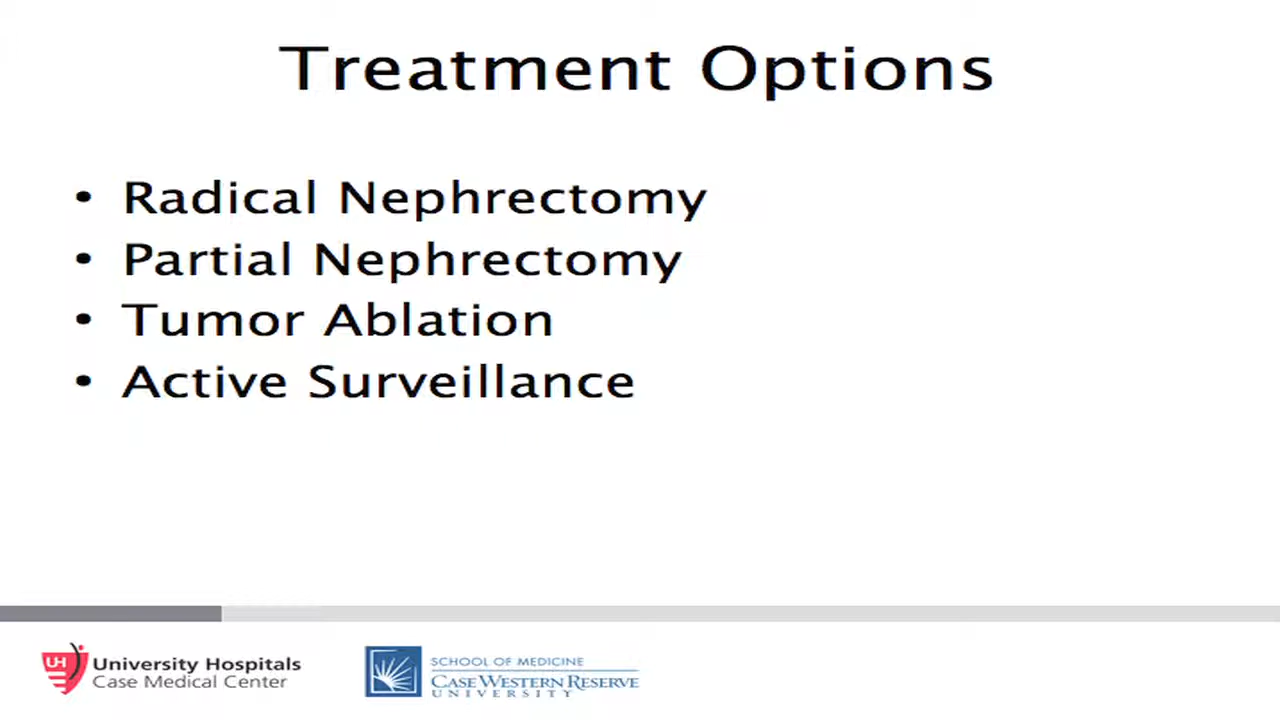 Treatment Options
• Radical Nephrectomy
• Partial Nephrectomy
• Tumor Ablation
• Active Surveillance
UH
University Hospitals
Case Medical Center
SCHOOL OF MEDICINE
CASE WESTERN RESERVE
UNIVERSITY